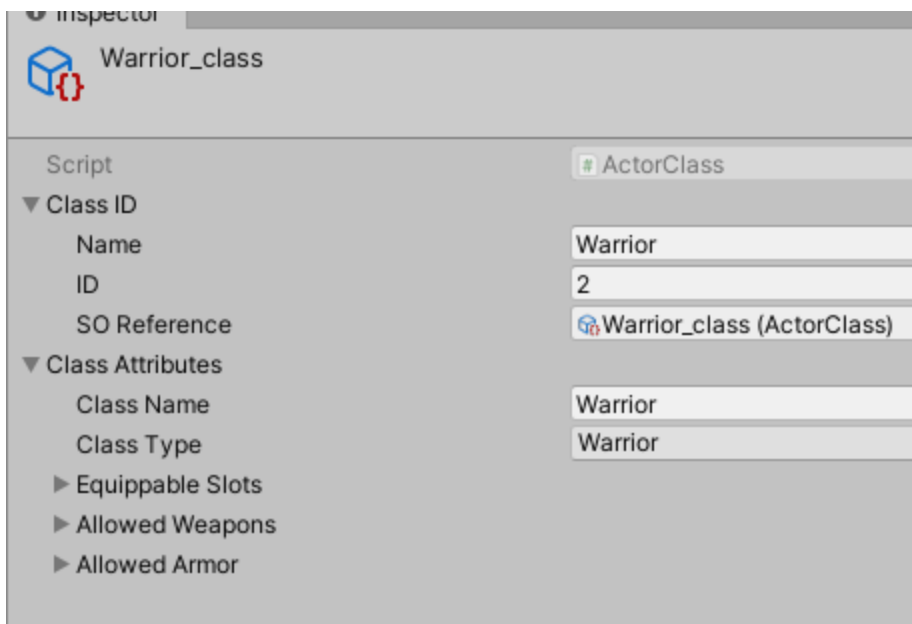 Inspector
Warrior_class
Script # ActorClass
Class ID
Name Warrior
ID 2
SO Reference Warrior_class (ActorClass)
Class Attributes
Class Name Warrior
Class Type Warrior
Equippable Slots
Allowed Weapons
Allowed Armor